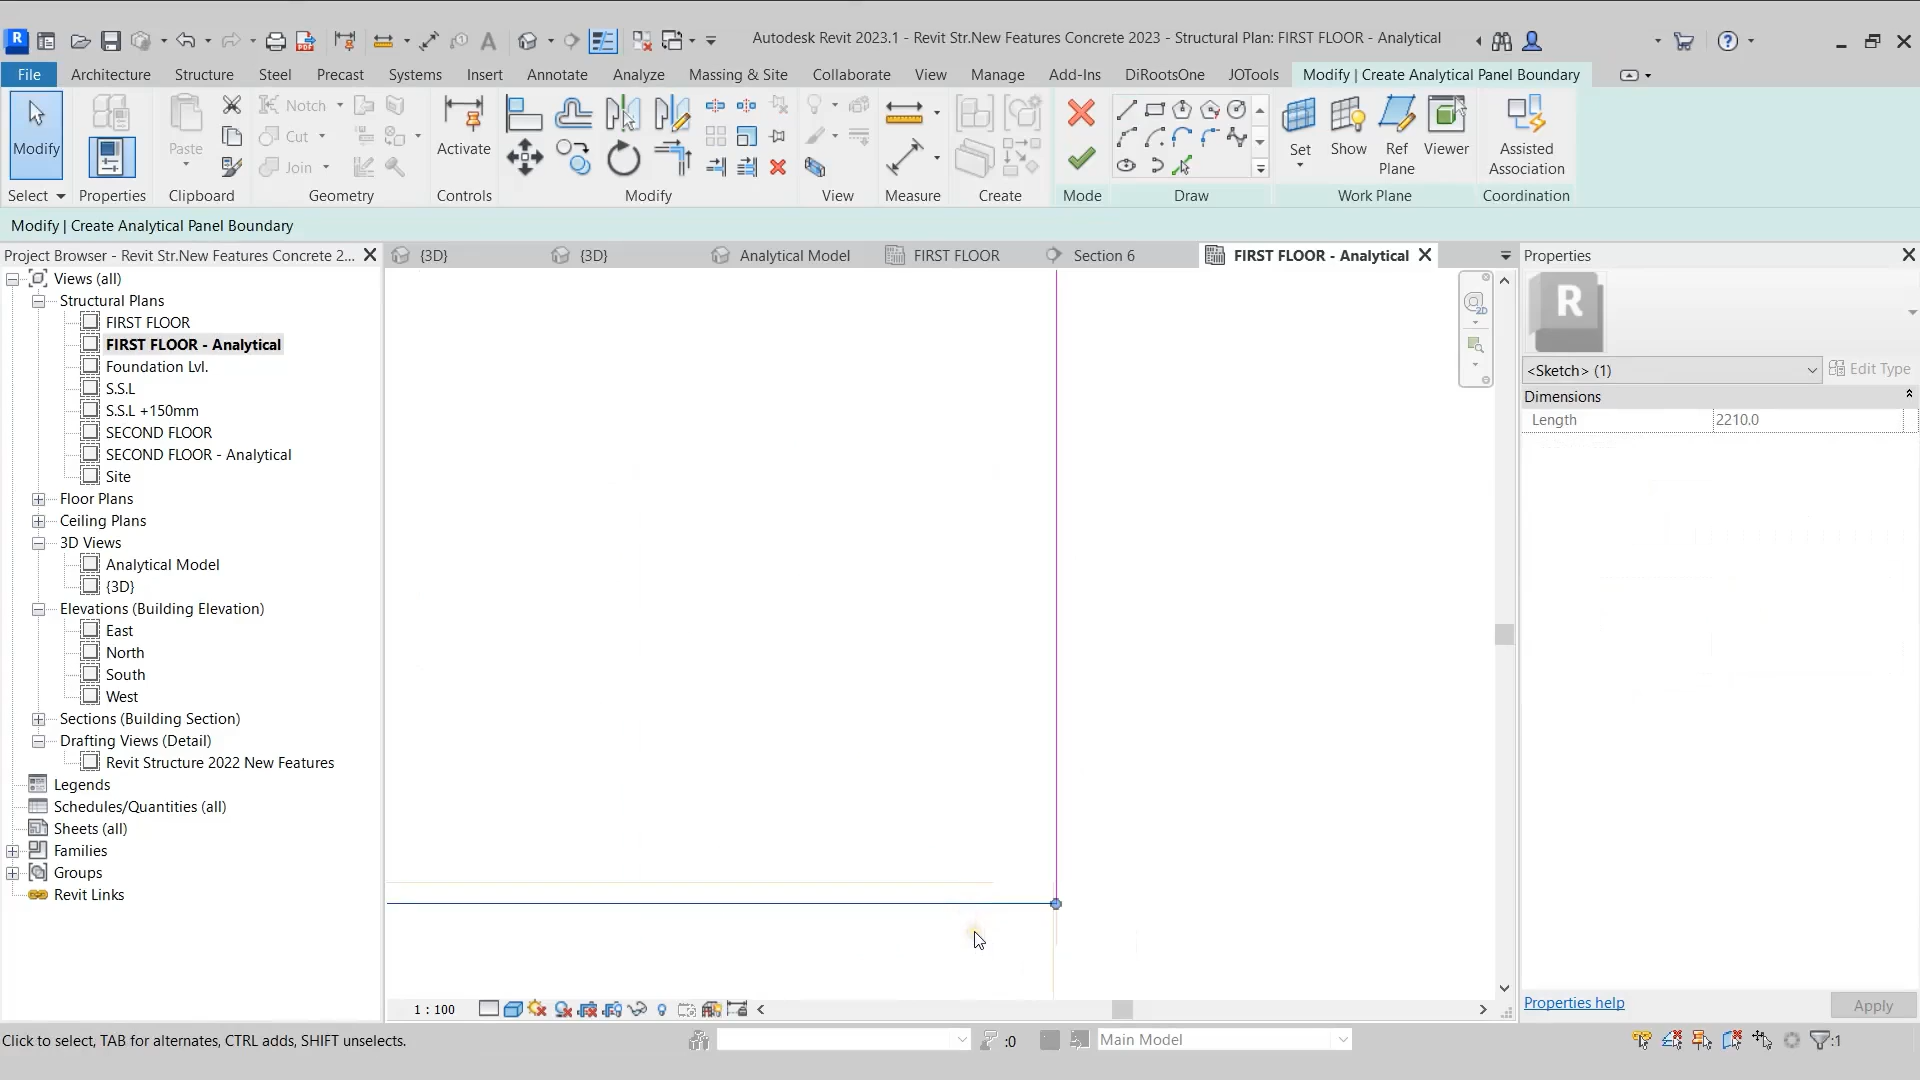 Autodesk Revit 2023.1 - Revit Str.New Features Concrete 2023 - Structural Plan: FIRST FLOOR - Analytical
File Architecture Structure Steel Precast Systems Insert Annotate Analyze Massing & Site Collaborate View Manage Add-Ins DiRootsOne JOTools Modify | Create Analytical Panel Boundary
Modify Paste Notch Cut Join Activate Set Show Ref Plane Viewer Assisted Association
Select Properties Clipboard Geometry Controls Modify View Measure Create Mode Draw Work Plane Coordination
Modify | Create Analytical Panel Boundary
Project Browser - Revit Str.New Features Concrete 2...
{3D} {3D} Analytical Model FIRST FLOOR Section 6 FIRST FLOOR - Analytical
Properties
Views (all)
Structural Plans
FIRST FLOOR
FIRST FLOOR - Analytical
Foundation Lvl.
S.S.L
S.S.L +150mm
SECOND FLOOR
SECOND FLOOR - Analytical
Site
Floor Plans
Ceiling Plans
3D Views
Analytical Model
{3D}
Elevations (Building Elevation)
East
North
South
West
Sections (Building Section)
Drafting Views (Detail)
Revit Structure 2022 New Features
Legends
Schedules/Quantities (all)
Sheets (all)
Families
Groups
Revit Links
2D
R
<Sketch> (1) Edit Type
Dimensions
Length 2210.0
Properties help Apply
1 : 100
Click to select, TAB for alternates, CTRL adds, SHIFT unselects.
:0 Main Model :1